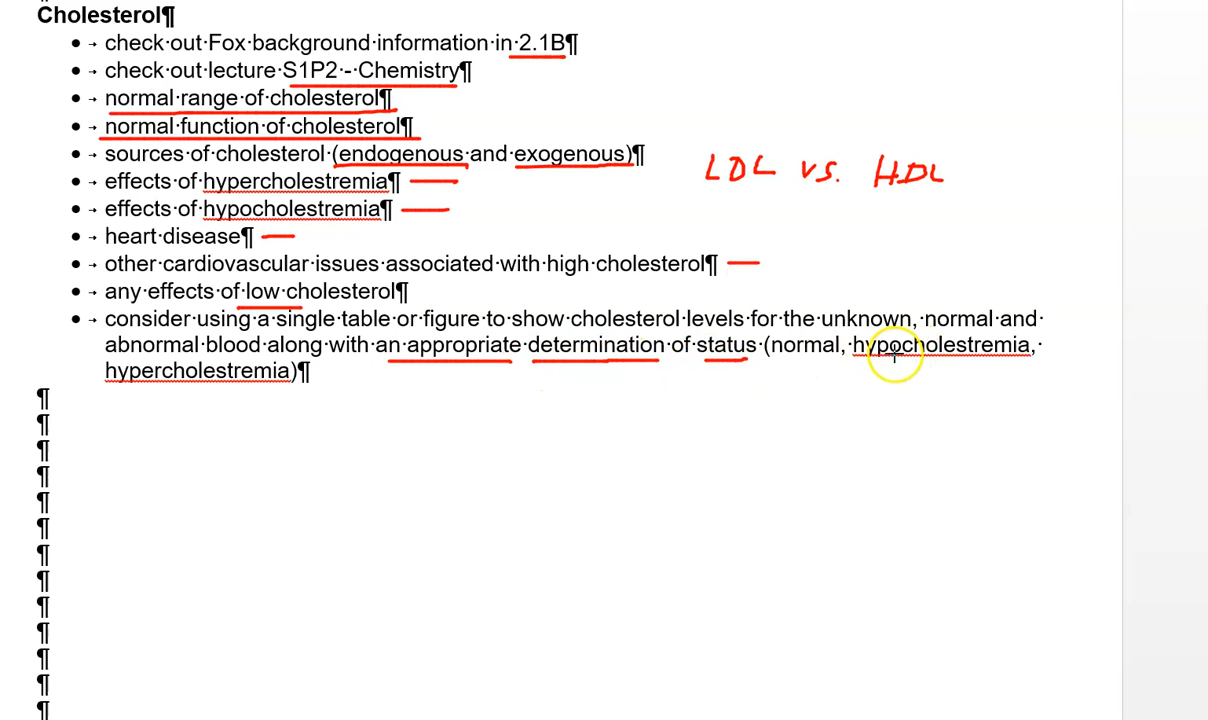 Cholesterol¶
• → check·out·Fox·background·information·in·2.1B¶
• → check·out·lecture·S1P2·-·Chemistry¶
• → normal·range·of·cholesterol¶
• → normal·function·of·cholesterol¶
• → sources·of·cholesterol·(endogenous·and·exogenous)¶
LDL vs. HDL
• → effects·of·hypercholestremia¶
• → effects·of·hypocholestremia¶
• → heart·disease¶
• → other·cardiovascular·issues·associated·with·high·cholesterol¶
• → any·effects·of·low·cholesterol¶
• → consider·using·a·single·table·or·figure·to·show·cholesterol·levels·for·the·unknown,·normal·and·
abnormal·blood·along·with·an·appropriate·determination·of·status·(normal,·hypocholestremia,·
hypercholestremia)¶
¶
¶
¶
¶
¶
¶
¶
¶
¶
¶
¶
¶
¶